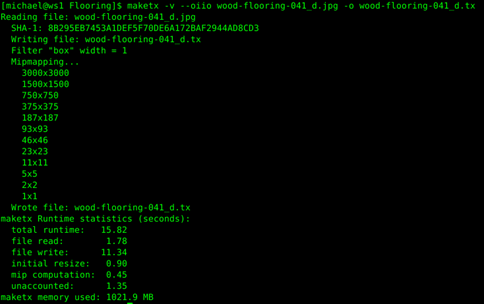 [michael@ws1 Flooring]$ maketx -v --oiio wood-flooring-041_d.jpg -o wood-flooring-041_d.tx
Reading file: wood-flooring-041_d.jpg
SHA-1: 8B295EB7453A1DEF5F70DE6A172BAF2944AD8CD3
Writing file: wood-flooring-041_d.tx
Filter "box" width = 1
Mipmapping...
3000x3000
1500x1500
750x750
375x375
187x187
93x93
46x46
23x23
11x11
5x5
2x2
1x1
Wrote file: wood-flooring-041_d.tx
maketx Runtime statistics (seconds):
total runtime: 15.82
file read: 1.78
file write: 11.34
initial resize: 0.90
mip computation: 0.45
unaccounted: 1.35
maketx memory used: 1021.9 MB